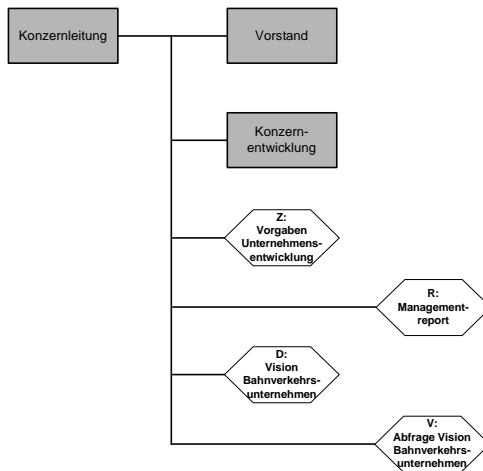 Konzernleitung
Vorstand
Konzern-
entwicklung
Z:
Vorgaben
Unternehmens-
entwicklung
R:
Management-
report
D:
Vision
Bahnverkehrs-
unternehmen
V:
Abfrage Vision
Bahnverkehrs-
unternehmen